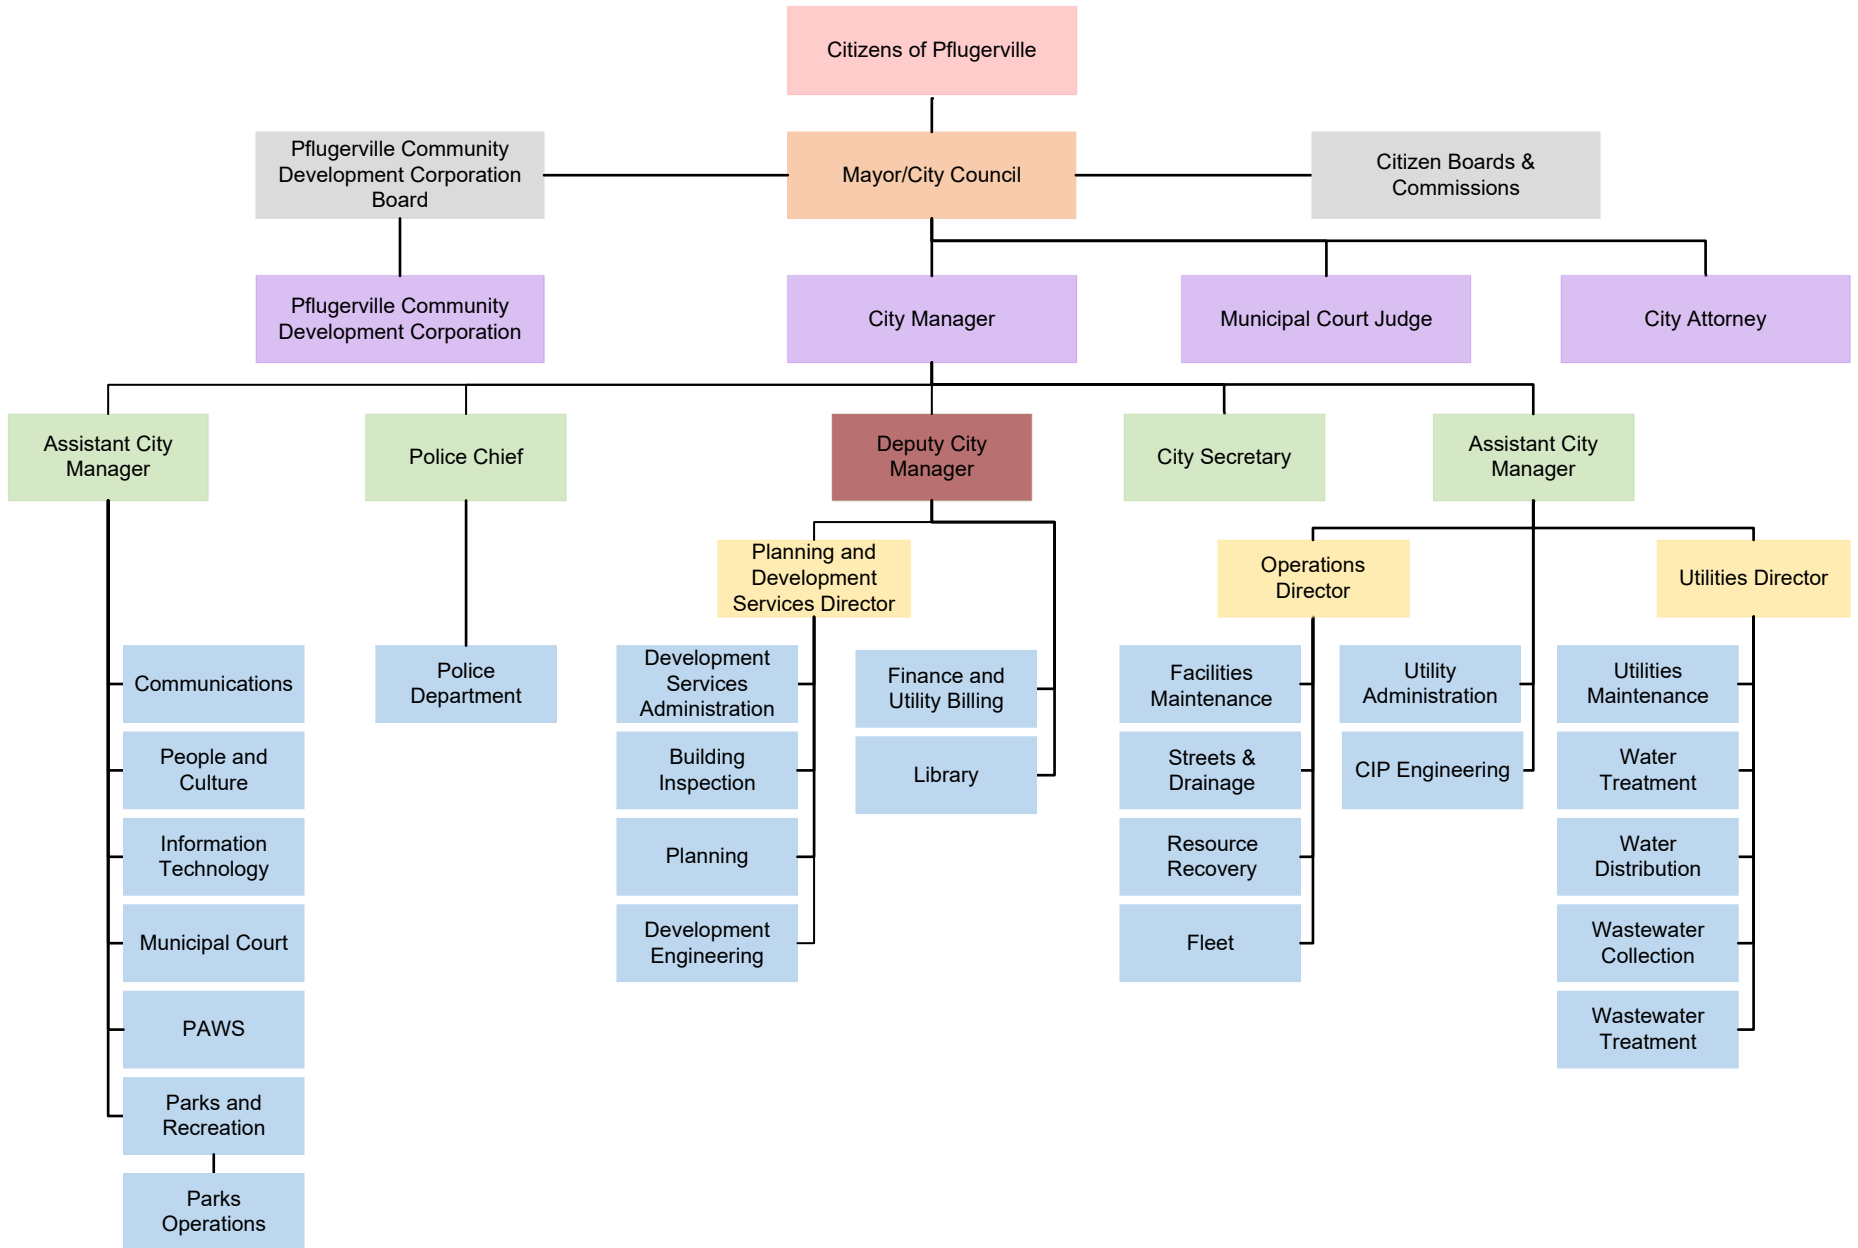 Citizens of Pflugerville
Pflugerville Community
Development Corporation
Board
Mayor/City Council
Citizen Boards &
Commissions
Pflugerville Community
Development Corporation
City Manager
Municipal Court Judge
City Attorney
Assistant City
Manager
Police Chief
Deputy City
Manager
City Secretary
Assistant City
Manager
Planning and
Development
Services Director
Operations
Director
Utilities Director
Communications
People and
Culture
Information
Technology
Municipal Court
PAWS
Parks and
Recreation
Parks
Operations
Police
Department
Development
Services
Administration
Building
Inspection
Planning
Development
Engineering
Finance and
Utility Billing
Library
Facilities
Maintenance
Streets &
Drainage
Resource
Recovery
Fleet
Utility
Administration
CIP Engineering
Utilities
Maintenance
Water
Treatment
Water
Distribution
Wastewater
Collection
Wastewater
Treatment